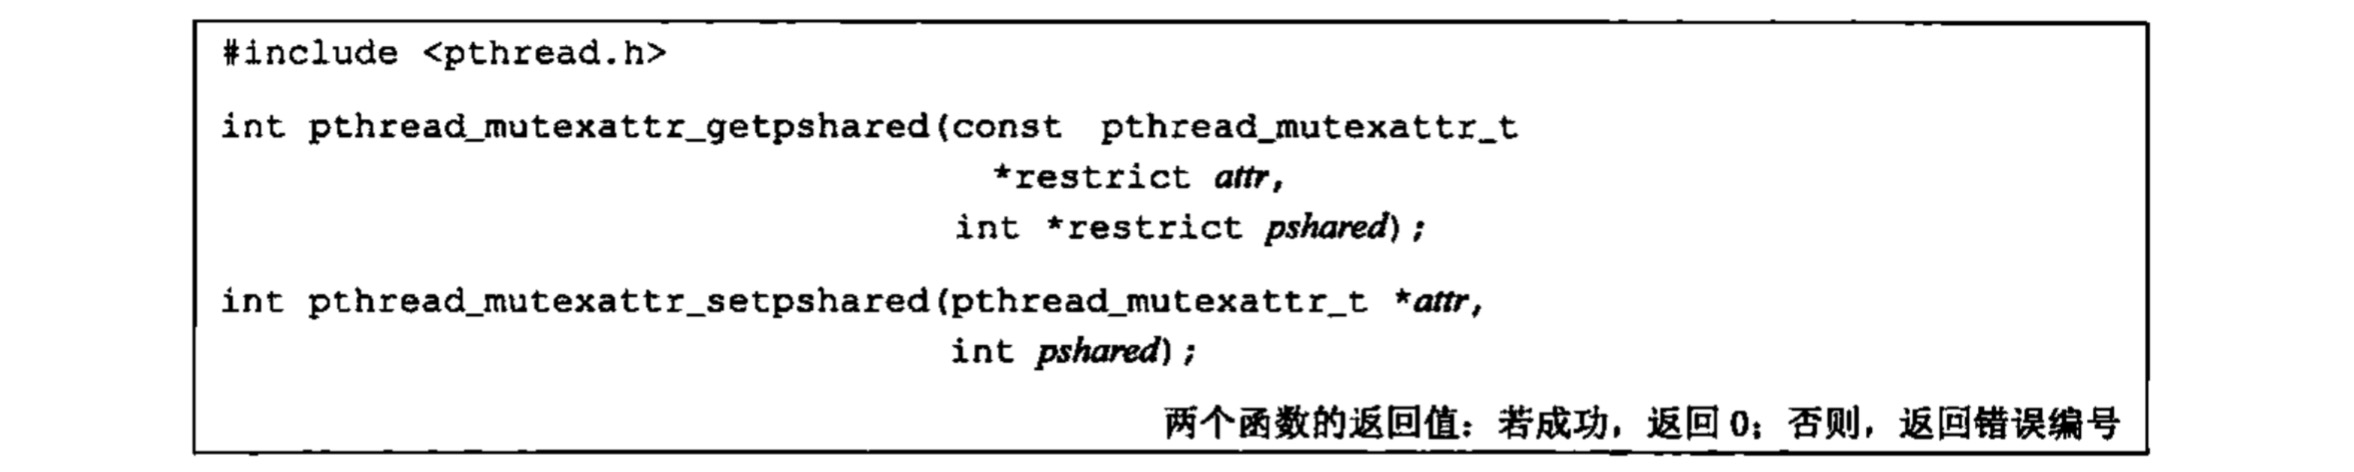 #include <pthread.h>
int pthread_mutexattr_getpshared(const pthread_mutexattr_t
*restrict attr,
int *restrict pshared);
int pthread_mutexattr_setpshared(pthread_mutexattr_t *attr,
int pshared);
两个函数的返回值：若成功，返回 0；否则，返回错误编号